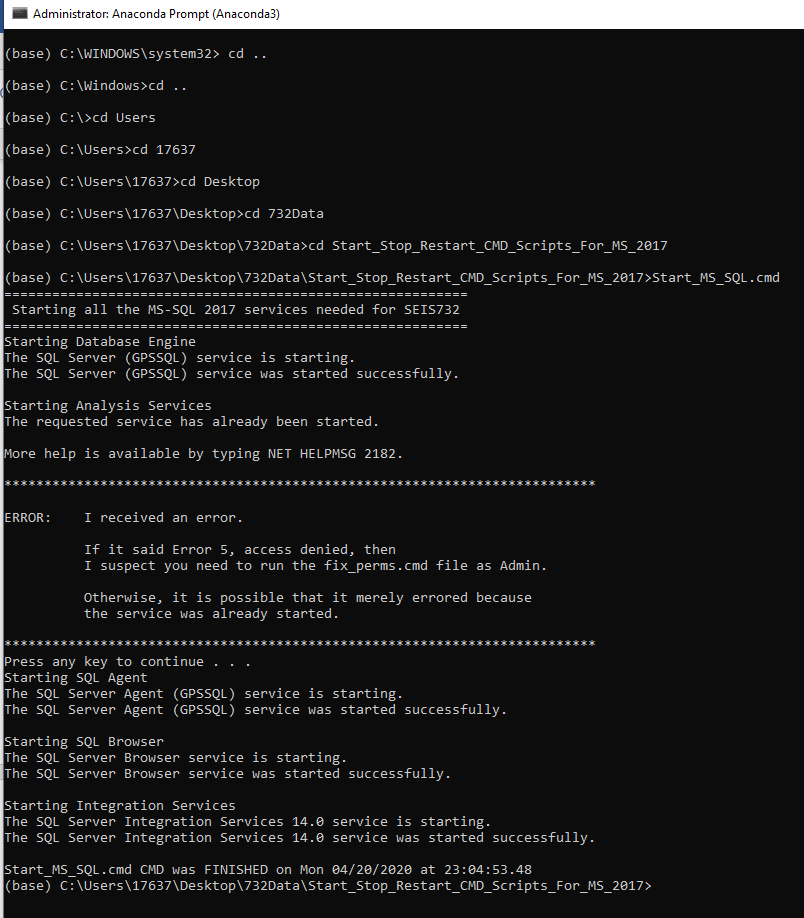 Administrator: Anaconda Prompt (Anaconda3)
(base) C:\WINDOWS\system32> cd ..
(base) C:\Windows>cd ..
(base) C:\>cd Users
(base) C:\Users>cd 17637
(base) C:\Users\17637>cd Desktop
(base) C:\Users\17637\Desktop>cd 732Data
(base) C:\Users\17637\Desktop\732Data>cd Start_Stop_Restart_CMD_Scripts_For_MS_2017
(base) C:\Users\17637\Desktop\732Data\Start_Stop_Restart_CMD_Scripts_For_MS_2017>Start_MS_SQL.cmd
==========================================================
Starting all the MS-SQL 2017 services needed for SEIS732
==========================================================
Starting Database Engine
The SQL Server (GPSSQL) service is starting.
The SQL Server (GPSSQL) service was started successfully.
Starting Analysis Services
The requested service has already been started.
More help is available by typing NET HELPMSG 2182.
**************************************************************************
ERROR:    I received an error.
If it said Error 5, access denied, then
I suspect you need to run the fix_perms.cmd file as Admin.
Otherwise, it is possible that it merely errored because
the service was already started.
**************************************************************************
Press any key to continue . . .
Starting SQL Agent
The SQL Server Agent (GPSSQL) service is starting.
The SQL Server Agent (GPSSQL) service was started successfully.
Starting SQL Browser
The SQL Server Browser service is starting.
The SQL Server Browser service was started successfully.
Starting Integration Services
The SQL Server Integration Services 14.0 service is starting.
The SQL Server Integration Services 14.0 service was started successfully.
Start_MS_SQL.cmd CMD was FINISHED on Mon 04/20/2020 at 23:04:53.48
(base) C:\Users\17637\Desktop\732Data\Start_Stop_Restart_CMD_Scripts_For_MS_2017>